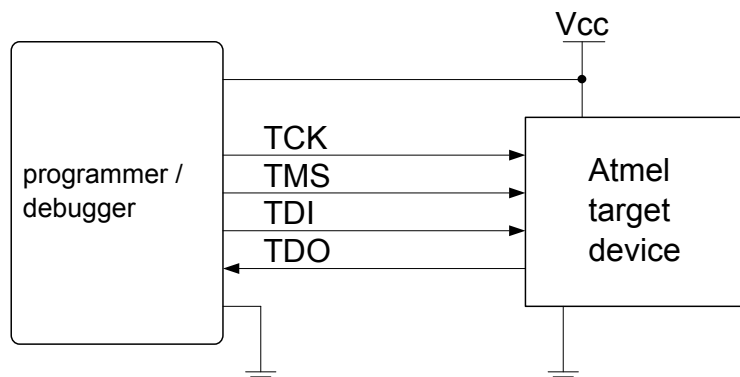 Vcc
TCK
TMS
TDI
TDO
programmer /
debugger
Atmel
target
device